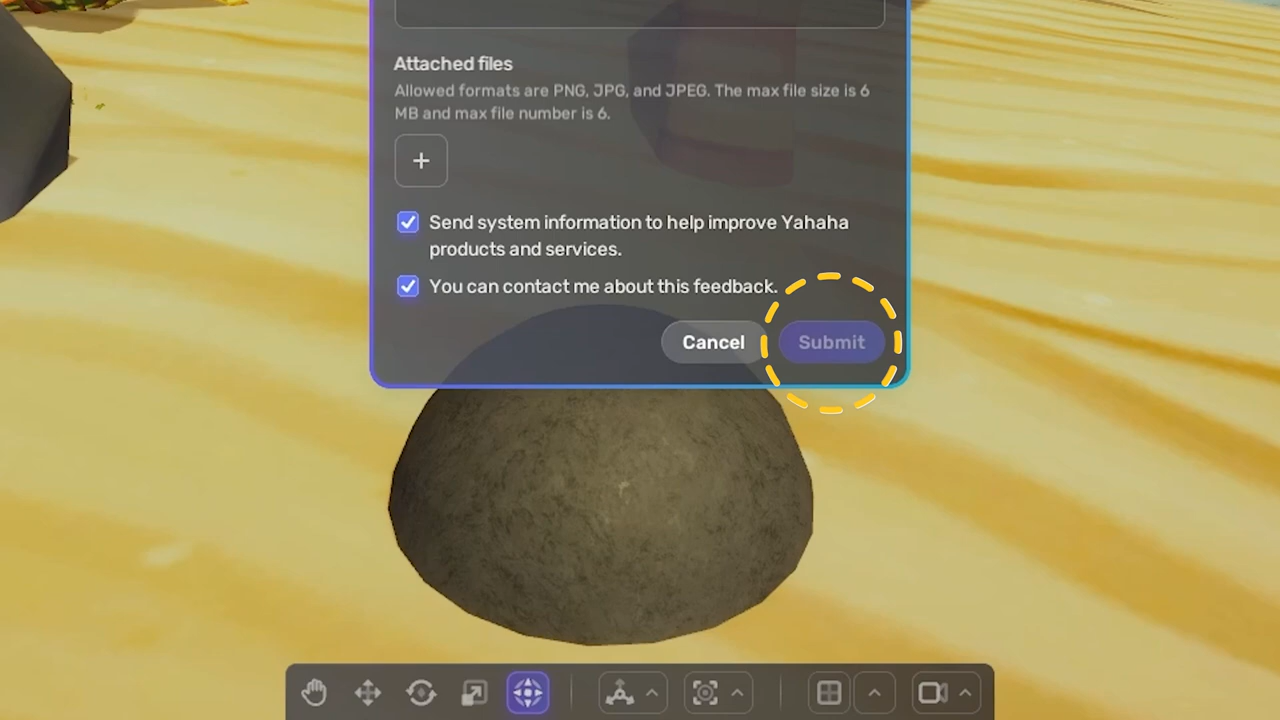 Attached files
Allowed formats are PNG, JPG, and JPEG. The max file size is 6
MB and max file number is 6.
Send system information to help improve Yahaha
products and services.
You can contact me about this feedback.
Cancel
Submit